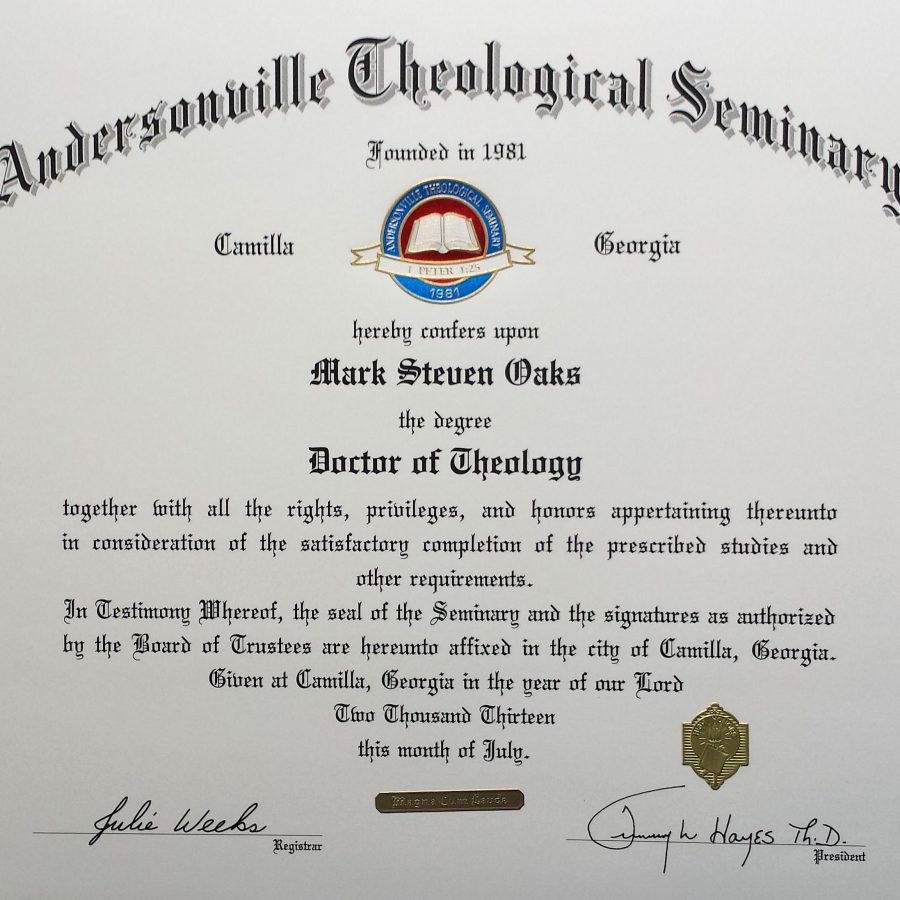 Andersonville Theological Seminary
Founded in 1981
Camilla
ANDERSONVILLE THEOLOGICAL SEMINARY
1 PETER 1:25
1981
Georgia
hereby confers upon
Mark Steven Oaks
the degree
Doctor of Theology
together with all the rights, privileges, and honors appertaining thereunto
in consideration of the satisfactory completion of the prescribed studies and
other requirements.
In Testimony Whereof, the seal of the Seminary and the signatures as authorized
by the Board of Trustees are hereunto affixed in the city of Camilla, Georgia.
Given at Camilla, Georgia in the year of our Lord
Two Thousand Thirteen
this month of July.
Magna Cum Laude
Julie Weeks
Registrar
Hayes Th.D.
President